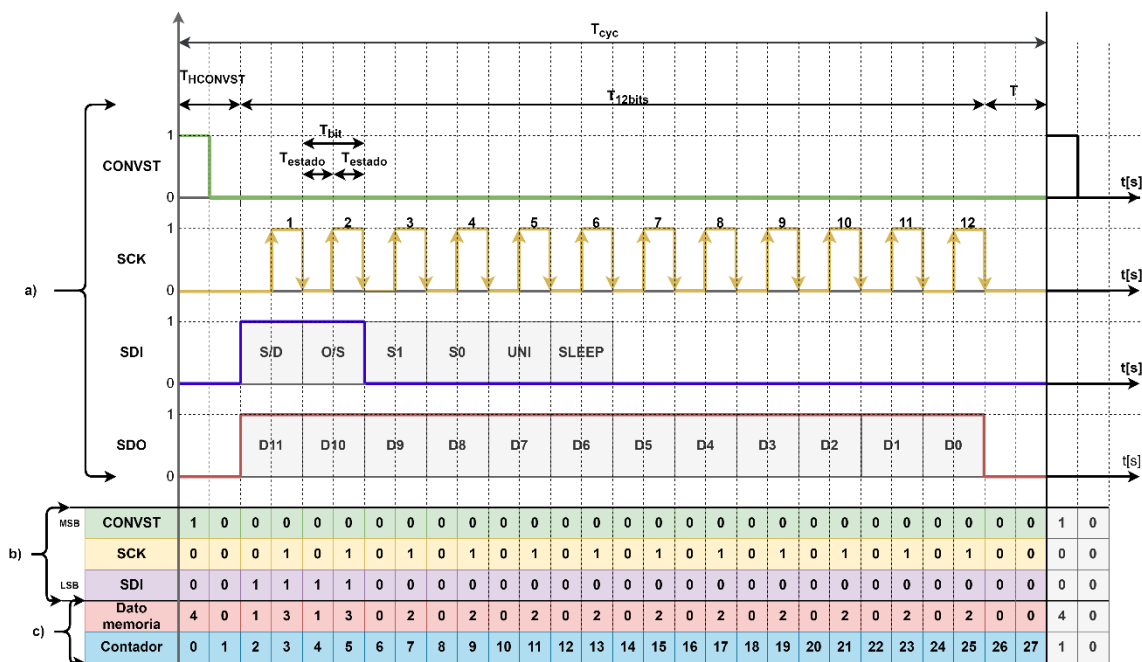 Tcyc
THCONVST
T12bits
T
Tbit
1
CONVST
Testado
Testado
0
t[s]
1
1 2 3 4 5 6 7 8 9 10 11 12
SCK
a)
0
t[s]
1
SDI
S/D O/S S1 S0 UNI SLEEP
0
t[s]
1
SDO
D11 D10 D9 D8 D7 D6 D5 D4 D3 D2 D1 D0
0
t[s]
b)
MSB CONVST 1 0 0 0 0 0 0 0 0 0 0 0 0 0 0 0 0 0 0 0 0 0 0 0 0 0 0 0 1 0
SCK 0 0 0 1 0 1 0 1 0 1 0 1 0 1 0 1 0 1 0 1 0 1 0 1 0 1 0 0 0 0
LSB SDI 0 0 1 1 1 1 0 0 0 0 0 0 0 0 0 0 0 0 0 0 0 0 0 0 0 0 0 0 0 0
c)
Dato memoria 4 0 1 3 1 3 0 2 0 2 0 2 0 2 0 2 0 2 0 2 0 2 0 2 0 2 0 0 4 0
Contador 0 1 2 3 4 5 6 7 8 9 10 11 12 13 14 15 16 17 18 19 20 21 22 23 24 25 26 27 1 0